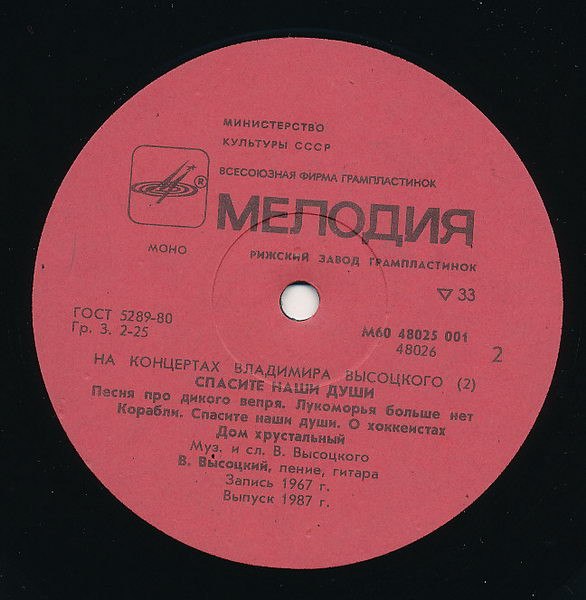 МИНИСТЕРСТВО
КУЛЬТУРЫ СССР
ВСЕСОЮЗНАЯ ФИРМА ГРАМПЛАСТИНОК
®
МЕЛОДИЯ
МОНО
РИЖСКИЙ ЗАВОД ГРАМПЛАСТИНОК
▽ 33
ГОСТ 5289-80
Гр. 3. 2-25
М60 48025 001
48026
2
НА КОНЦЕРТАХ ВЛАДИМИРА ВЫСОЦКОГО (2)
СПАСИТЕ НАШИ ДУШИ
Песня про дикого вепря. Лукоморья больше нет
Корабли. Спасите наши души. О хоккеистах
Дом хрустальный
Муз. и сл. В. Высоцкого
В. Высоцкий, пение, гитара
Запись 1967 г.
Выпуск 1987 г.